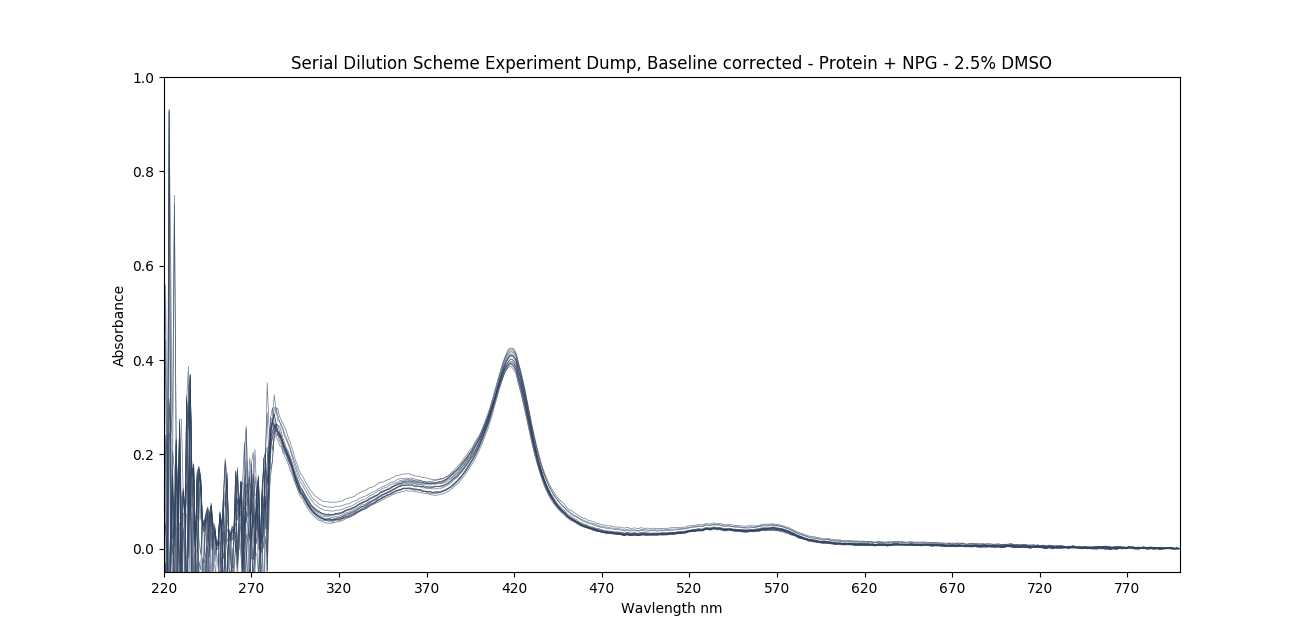 Serial Dilution Scheme Experiment Dump, Baseline corrected - Protein + NPG - 2.5% DMSO
1.0
0.8
0.6
0.4
0.2
0.0
Absorbance
220 270 320 370 420 470 520 570 620 670 720 770
Wavlength nm